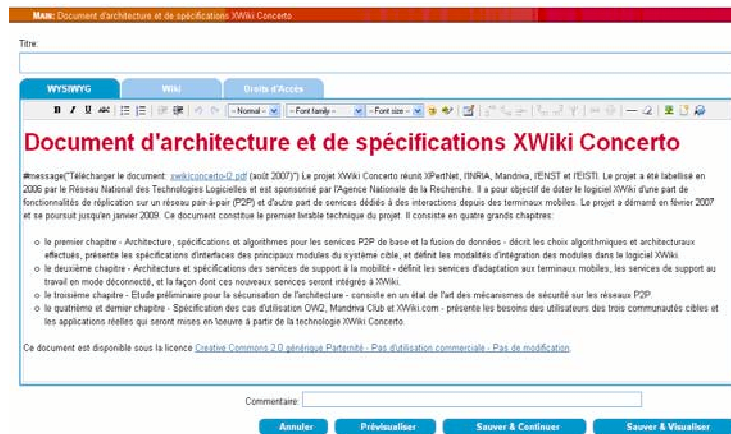 MAIN: Document d'architecture et de spécifications XWiki Concerto
Titre:
WYSIWYG Wiki Droits d'Accès
B I U ABC – Normal – – Font family – – Font size –
Document d'architecture et de spécifications XWiki Concerto
#message("Télécharger le document: xwikiconcerto-l2.pdf (août 2007)") Le projet XWiki Concerto réunit XPertNet, l'INRIA, Mandriva, l'ENST et l'EISTI. Le projet a été labellisé en
2006 par le Réseau National des Technologies Logicielles et est sponsorisé par l'Agence Nationale de la Recherche. Il a pour objectif de doter le logiciel XWiki d'une part de
fonctionnalités de réplication sur un réseau pair-à-pair (P2P) et d'autre part de services dédiés à des interactions depuis des terminaux mobiles. Le projet a démarré en février 2007
et se poursuit jusqu'en janvier 2009. Ce document constitue le premier livrable technique du projet. Il consiste en quatre grands chapitres:
o le premier chapitre - Architecture, spécifications et algorithmes pour les services P2P de base et la fusion de données - décrit les choix algorithmiques et architecturaux
effectués, présente les spécifications d'interfaces des principaux modules du système cible, et définit les modalités d'intégration des modules dans le logiciel XWiki.
o le deuxième chapitre - Architecture et spécifications des services de support à la mobilité - définit les services d'adaptation aux terminaux mobiles, les services de support au
travail en mode déconnecté, et la façon dont ces nouveaux services seront intégrés à XWiki.
o le troisième chapitre - Etude préliminaire pour la sécurisation de l'architecture - consiste en un état de l'art des mécanismes de sécurité sur les réseaux P2P.
o le quatrième et dernier chapitre - Spécification des cas d'utilisation OW2, Mandriva Club et XWiki.com - présente les besoins des utilisateurs des trois communautés cibles et
les applications réelles qui seront mises en loeuvre à partir de la technologie XWiki Concerto.
Ce document est disponible sous la licence Creative Commons 2.0 générique Paternité - Pas d'utilisation commerciale - Pas de modification.
Commentaire:
Annuler Prévisualiser Sauver & Continuer Sauver & Visualiser